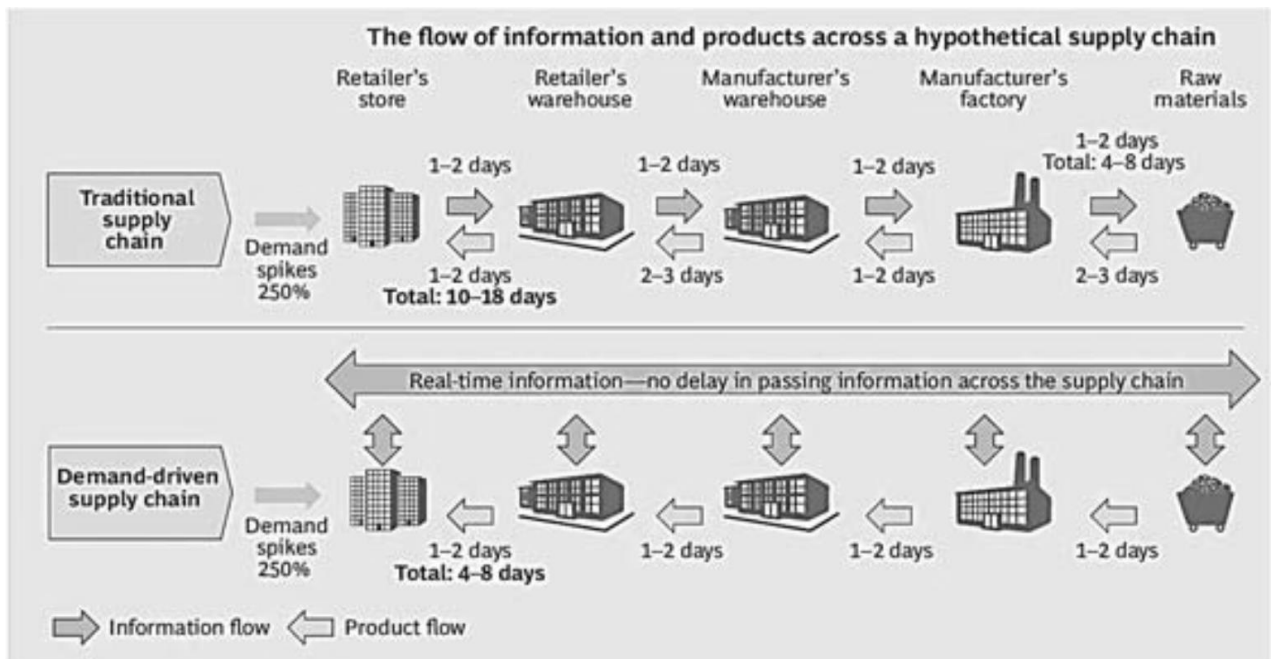 The flow of information and products across a hypothetical supply chain
Retailer's
store
Retailer's
warehouse
Manufacturer's
warehouse
Manufacturer's
factory
Raw
materials
Traditional
supply
chain
Demand
spikes
250%
1–2 days
1–2 days
1–2 days
1–2 days
Total: 4–8 days
1–2 days
Total: 10–18 days
2–3 days
1–2 days
2–3 days
Real-time information—no delay in passing information across the supply chain
Demand-driven
supply chain
Demand
spikes
250%
1–2 days
Total: 4–8 days
1–2 days
1–2 days
1–2 days
Information flow
Product flow